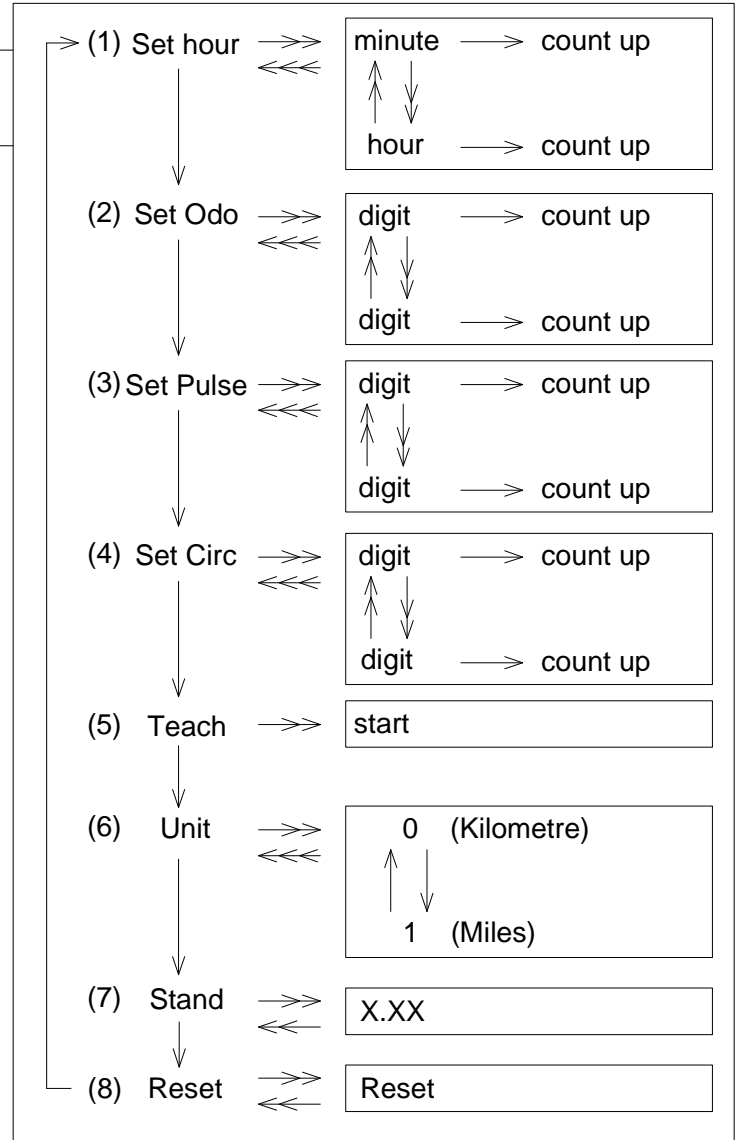 (1) Set hour minute count up
hour count up
(2) Set Odo digit count up
digit count up
(3) Set Pulse digit count up
digit count up
(4) Set Circ digit count up
digit count up
(5) Teach start
(6) Unit 0 (Kilometre)
1 (Miles)
(7) Stand X.XX
(8) Reset Reset